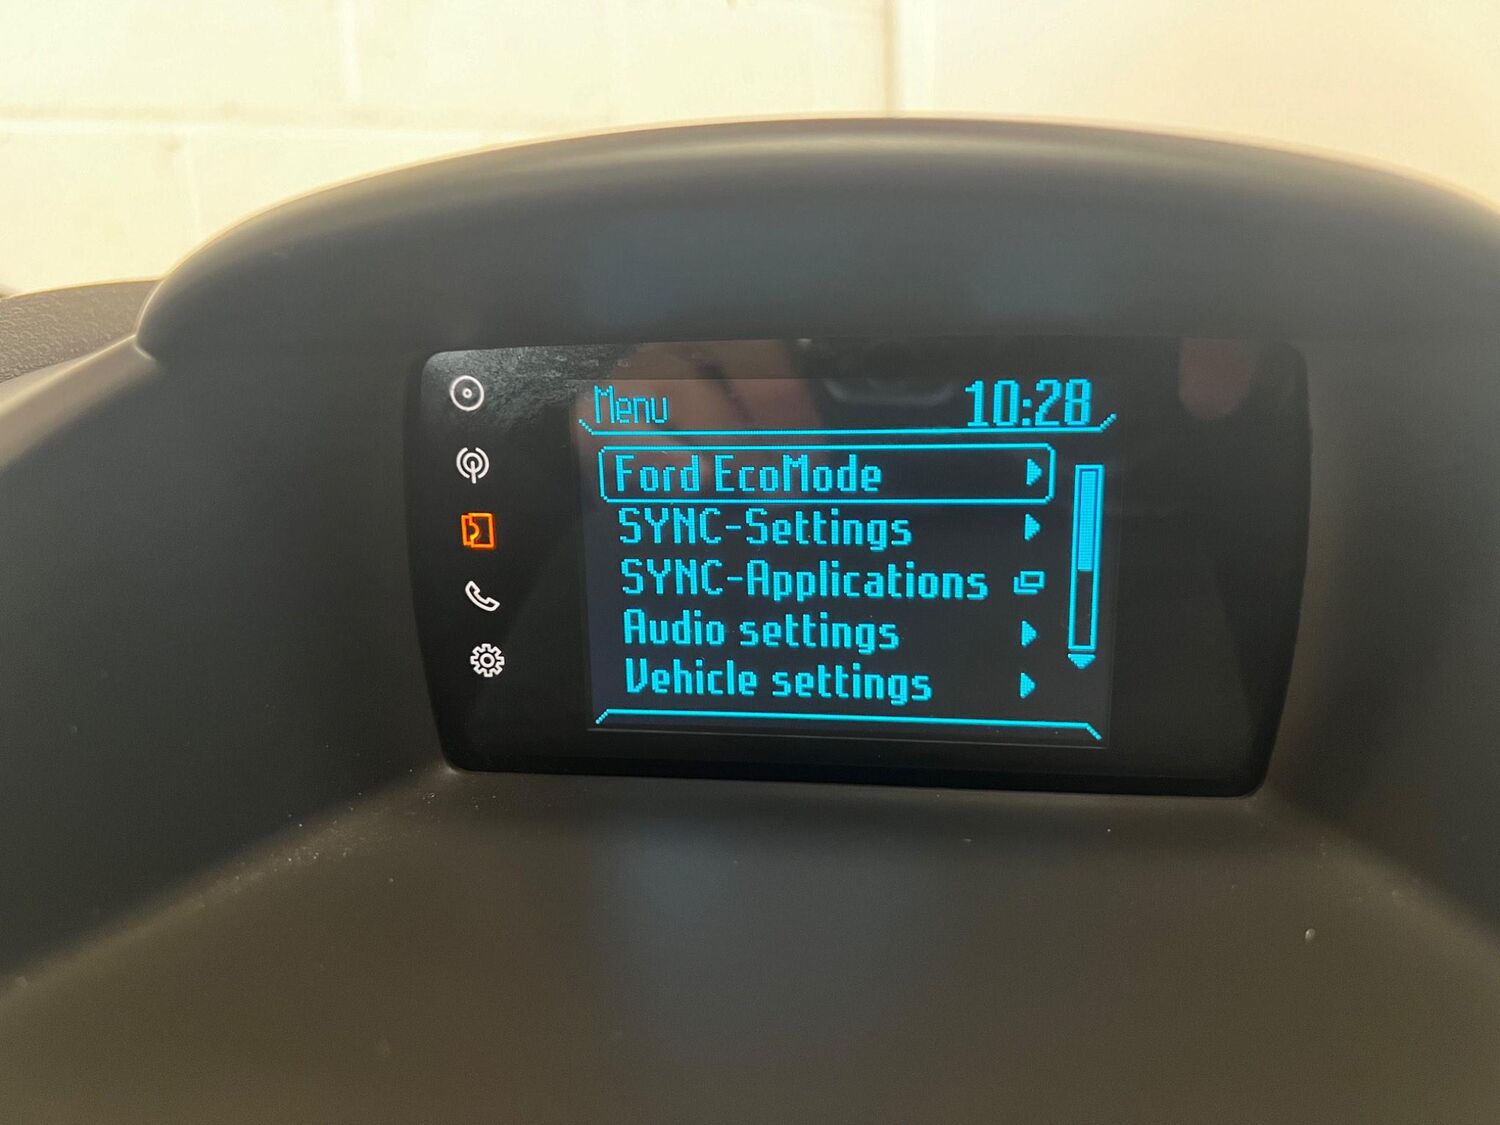 Menu 10:28
Ford EcoMode
SYNC-Settings
SYNC-Applications
Audio settings
Vehicle settings